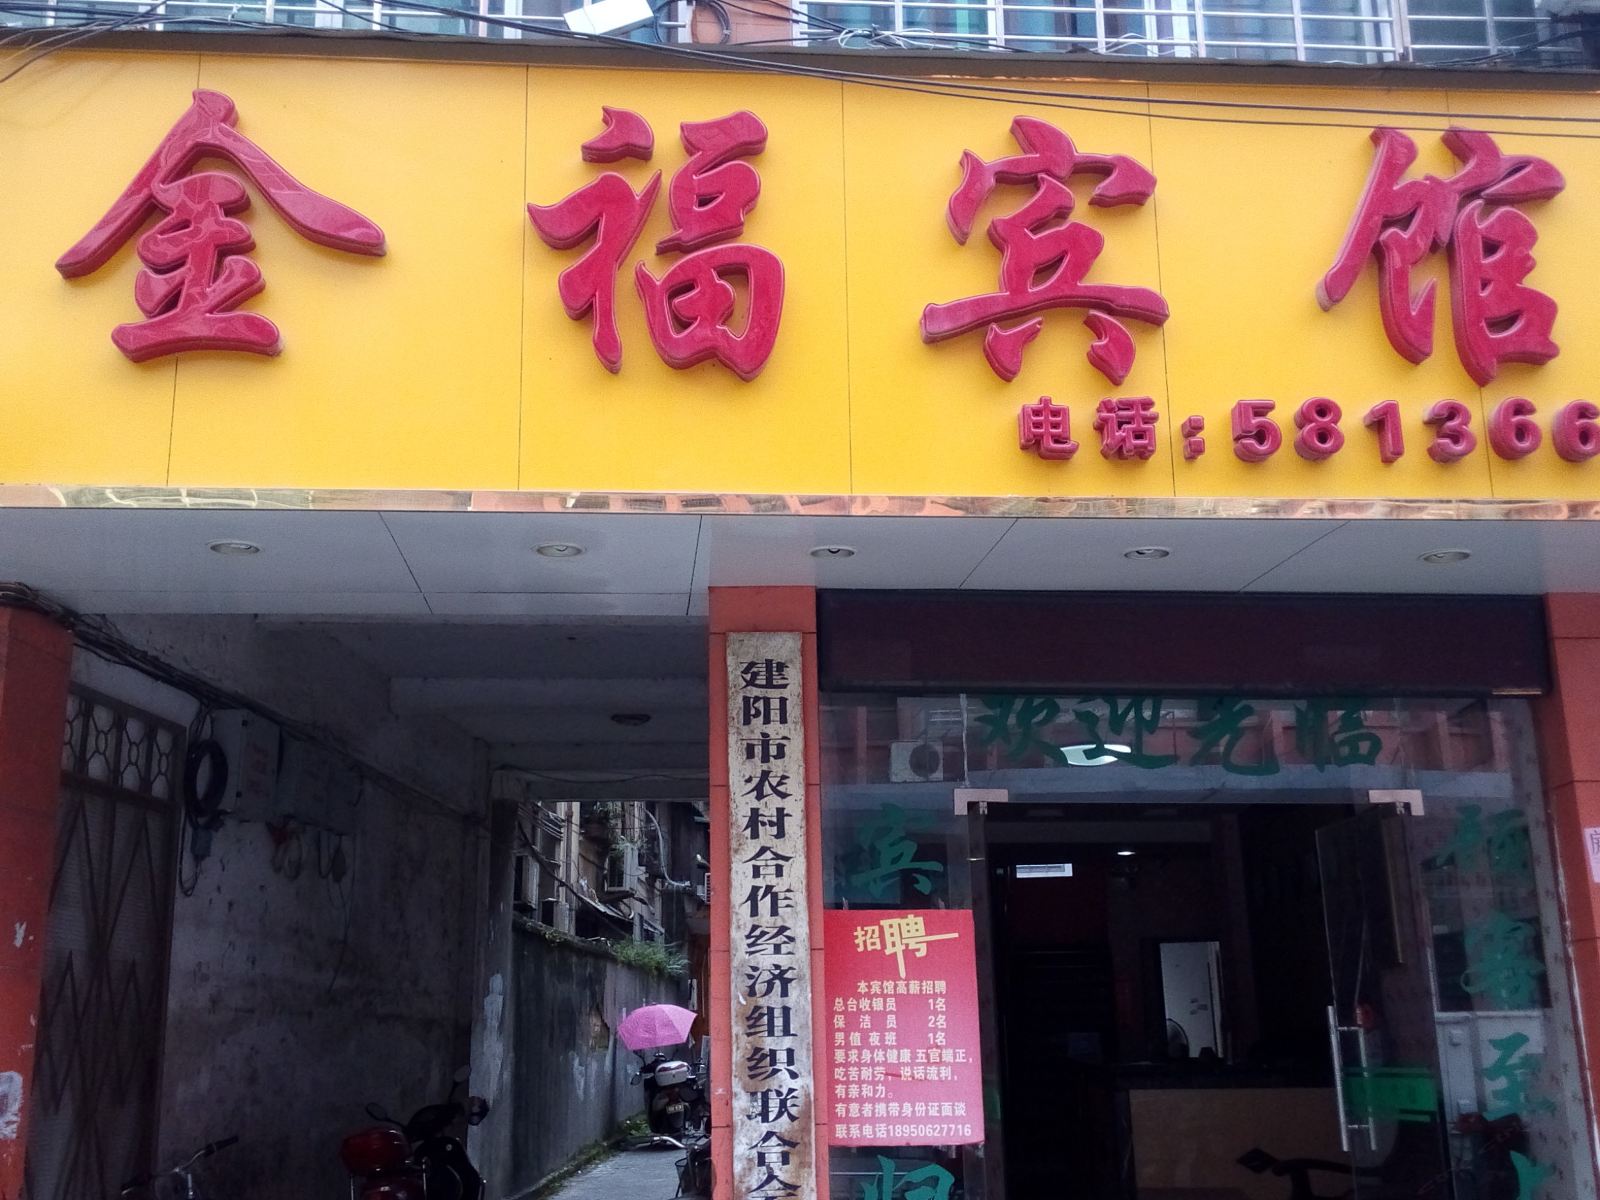 金福宾馆
电话:581366
建阳市农村合作经济组织联合会
欢迎光临
宾
归
顾客至上
招聘
本宾馆高薪招聘
总台收银员 1名
保 洁 员 2名
男值 夜班 1名
要求身体健康 五官端正，
吃苦耐劳，说话流利，
有亲和力。
有意者携带身份证面谈
联系电话18950627716